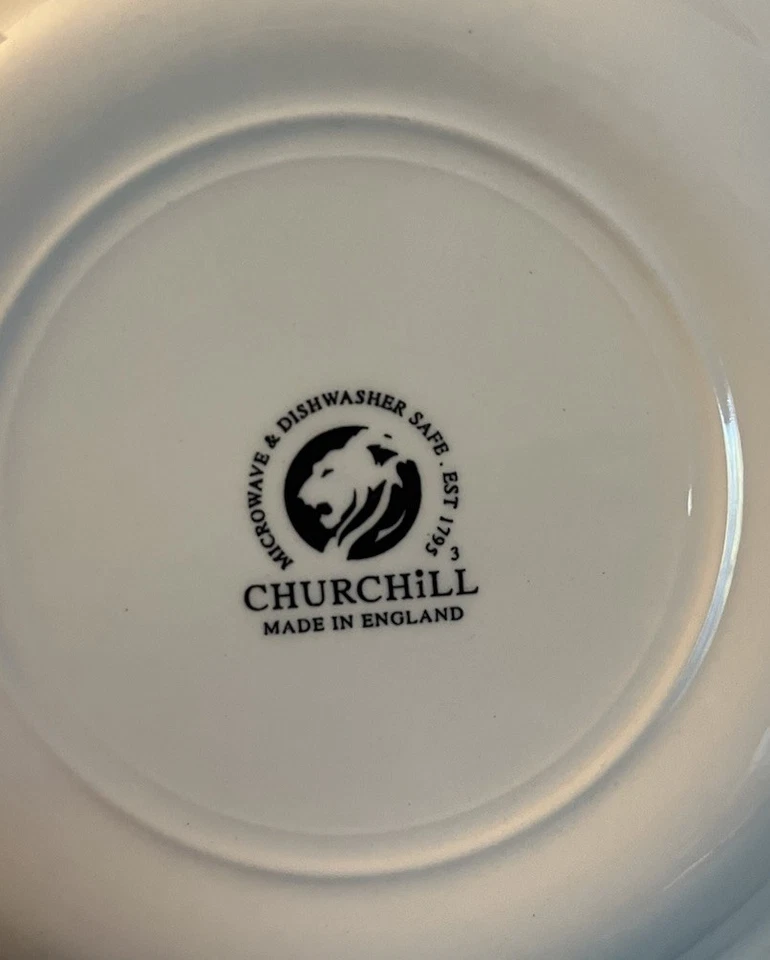 MICROWAVE & DISHWASHER SAFE . EST 1795
3
CHURCHiLL
MADE IN ENGLAND